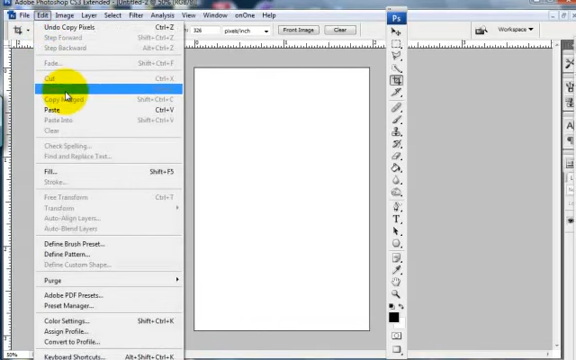 Adobe Photoshop CS3 Extended - [Untitled-2 @ 50%
File Edit Image Layer Select Filter Analysis View Window onOne Help
326 pixels/inch Front Image Clear Workspace
Undo Copy Pixels Ctrl+Z
Step Forward Shift+Ctrl+Z
Step Backward Alt+Ctrl+Z
Fade... Shift+Ctrl+F
Cut Ctrl+X
Copy Merged Shift+Ctrl+C
Paste Ctrl+V
Paste Into Shift+Ctrl+V
Clear
Check Spelling...
Find and Replace Text...
Fill... Shift+F5
Stroke...
Free Transform Ctrl+T
Transform
Auto-Align Layers...
Auto-Blend Layers
Define Brush Preset...
Define Pattern...
Define Custom Shape...
Purge
Adobe PDF Presets...
Preset Manager...
Color Settings... Shift+Ctrl+K
Assign Profile...
Convert to Profile...
Keyboard Shortcuts... Alt+Shift+Ctrl+K
50%
Ps